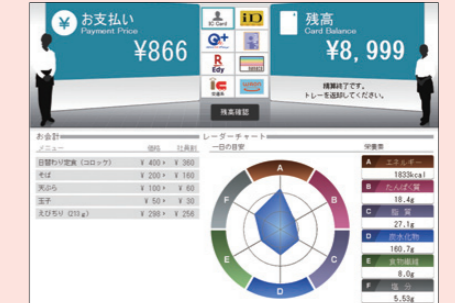 お支払い
Payment Price
¥866
IC Card
iD
Edy
残高
Card Balance
¥8,999
精算終了です。
トレーを返却してください。
残高確認
お会計
メニュー 価格 社員割
日替わり定食（コロッケ） ¥ 400 ¥ 360
そば ¥ 200 ¥ 160
天ぷら ¥ 100 ¥ 60
玉子 ¥ 50 ¥ 30
えびちり (213g) ¥ 298 ¥ 256
レーダーチャート
一日の目安
A
B
C
D
E
F
栄養素
A エネルギー
1833kcal
B たんぱく質
18.4g
C 脂質
27.1g
D 炭水化物
160.7g
E 食物繊維
8.0g
F 塩分
5.53g